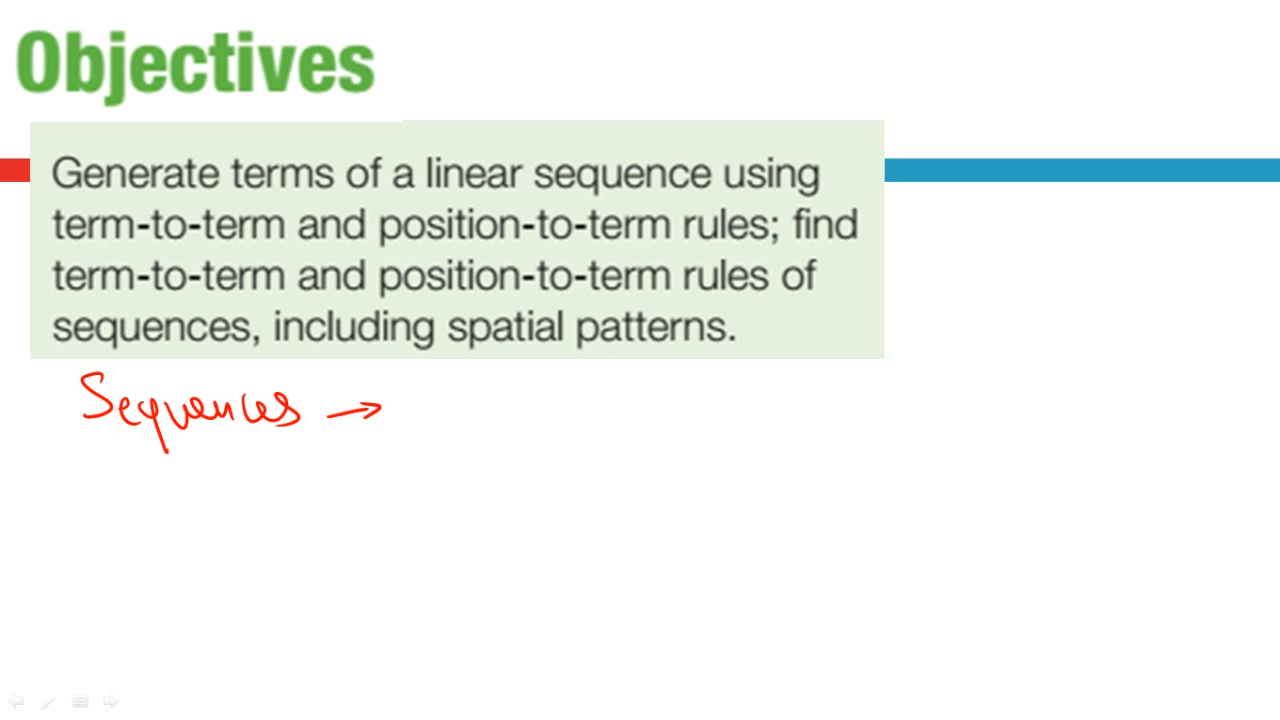 Objectives
Generate terms of a linear sequence using
term-to-term and position-to-term rules; find
term-to-term and position-to-term rules of
sequences, including spatial patterns.
Sequences →